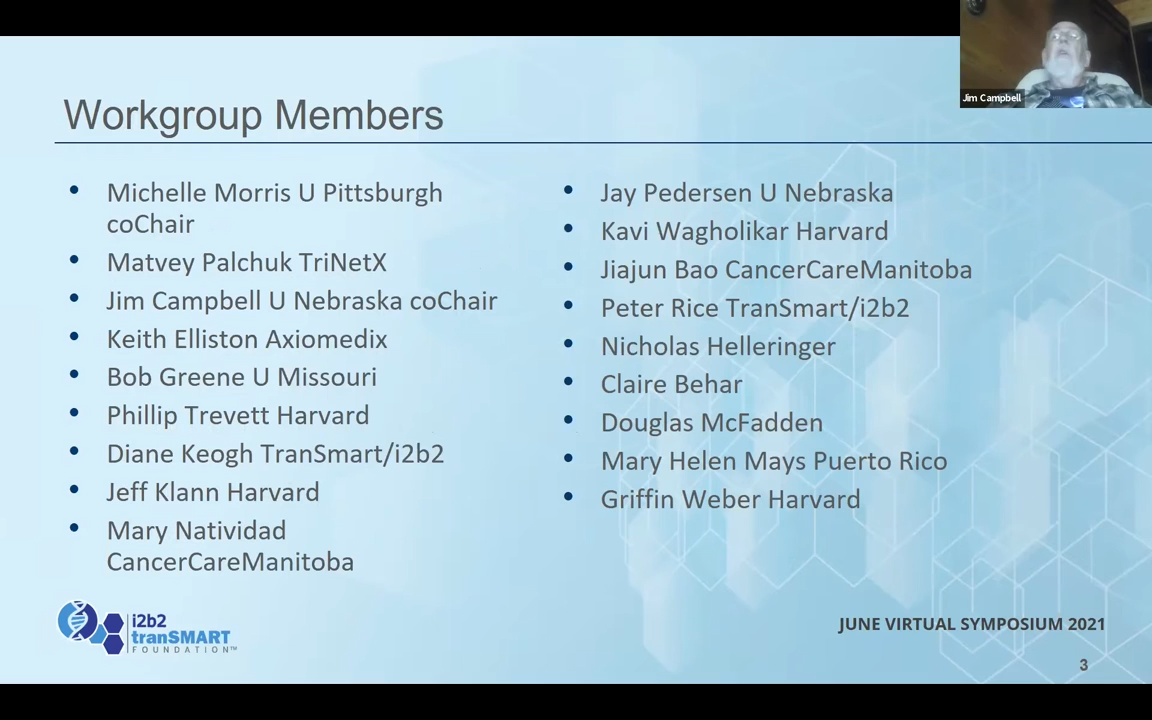 Jim Campbell
Workgroup Members
Michelle Morris U Pittsburgh
coChair
Matvey Palchuk TriNetX
Jim Campbell U Nebraska coChair
Keith Elliston Axiomedix
Bob Greene U Missouri
Phillip Trevett Harvard
Diane Keogh TranSmart/i2b2
Jeff Klann Harvard
Mary Natividad
CancerCareManitoba
Jay Pedersen U Nebraska
Kavi Wagholikar Harvard
Jiajun Bao CancerCareManitoba
Peter Rice TranSmart/i2b2
Nicholas Helleringer
Claire Behar
Douglas McFadden
Mary Helen Mays Puerto Rico
Griffin Weber Harvard
i2b2
tranSMART
FOUNDATION™
JUNE VIRTUAL SYMPOSIUM 2021
3